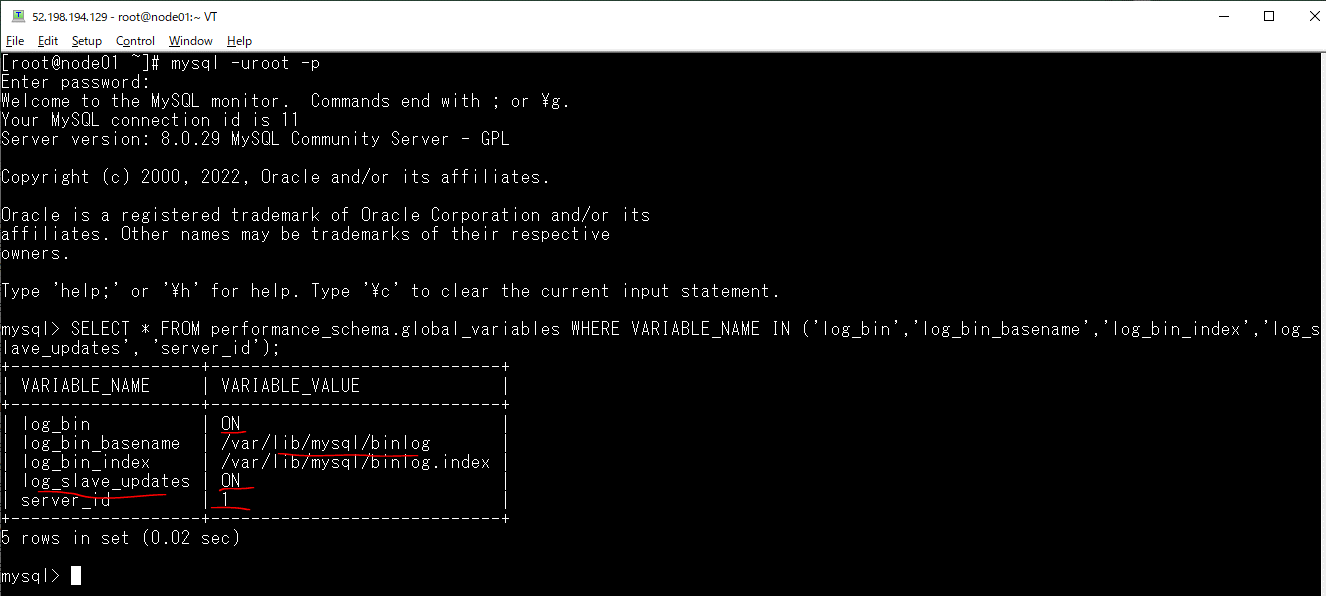 52.198.194.129 - root@node01:~ VT
File Edit Setup Control Window Help
[root@node01 ~]# mysql -uroot -p
Enter password:
Welcome to the MySQL monitor.  Commands end with ; or ¥g.
Your MySQL connection id is 11
Server version: 8.0.29 MySQL Community Server - GPL
Copyright (c) 2000, 2022, Oracle and/or its affiliates.
Oracle is a registered trademark of Oracle Corporation and/or its
affiliates. Other names may be trademarks of their respective
owners.
Type 'help;' or '¥h' for help. Type '¥c' to clear the current input statement.
mysql> SELECT * FROM performance_schema.global_variables WHERE VARIABLE_NAME IN ('log_bin','log_bin_basename','log_bin_index','log_s
lave_updates', 'server_id');
+--------------------+-----------------------------+
| VARIABLE_NAME      | VARIABLE_VALUE              |
+--------------------+-----------------------------+
| log_bin            | ON                          |
| log_bin_basename   | /var/lib/mysql/binlog       |
| log_bin_index      | /var/lib/mysql/binlog.index |
| log_slave_updates  | ON                          |
| server_id          | 1                           |
+--------------------+-----------------------------+
5 rows in set (0.02 sec)
mysql>